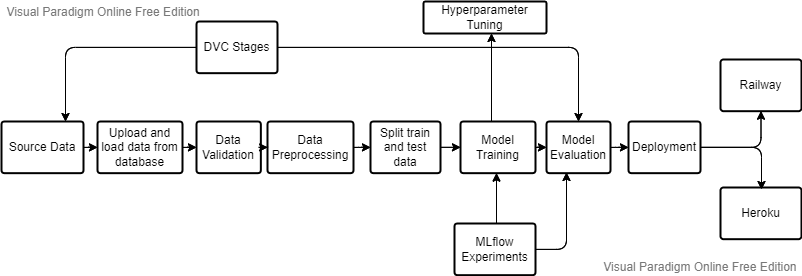 Visual Paradigm Online Free Edition
Hyperparameter
Tuning
DVC Stages
Railway
Source Data
Upload and
load data from
database
Data
Validation
Data
Preprocessing
Split train
and test
data
Model
Training
Model
Evaluation
Deployment
Heroku
MLflow
Experiments
Visual Paradigm Online Free Edition